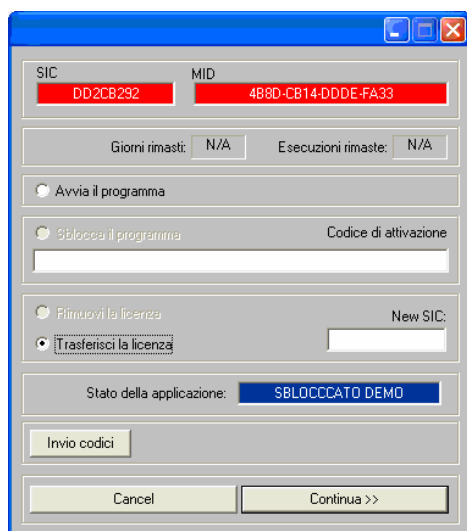 SIC MID
DD2CB292 4B8D-CB14-DDDE-FA33
Giorni rimasti: N/A Esecuzioni rimaste: N/A
Avvia il programma
Sblocca il programma Codice di attivazione
Rimuovi la licenza New SIC:
Trasferisci la licenza
Stato della applicazione: SBLOCCCATO DEMO
Invio codici
Cancel Continua >>